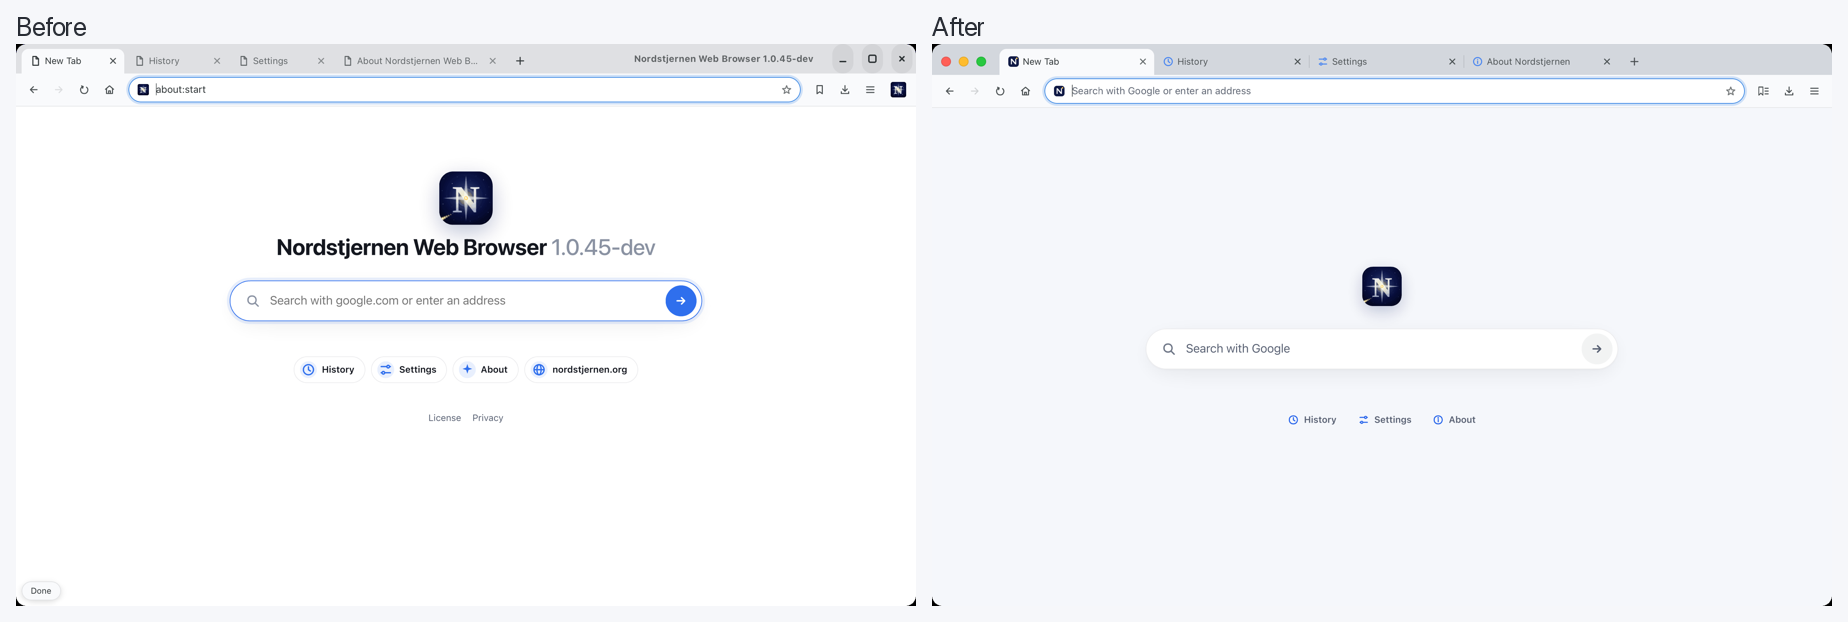 Before
New Tab
History
Settings
About Nordstjernen Web B...
Nordstjernen Web Browser 1.0.45-dev
about:start
N
Nordstjernen Web Browser 1.0.45-dev
Search with google.com or enter an address
History
Settings
About
nordstjernen.org
License Privacy
Done
After
New Tab
History
Settings
About Nordstjernen
Search with Google or enter an address
N
Search with Google
History
Settings
About